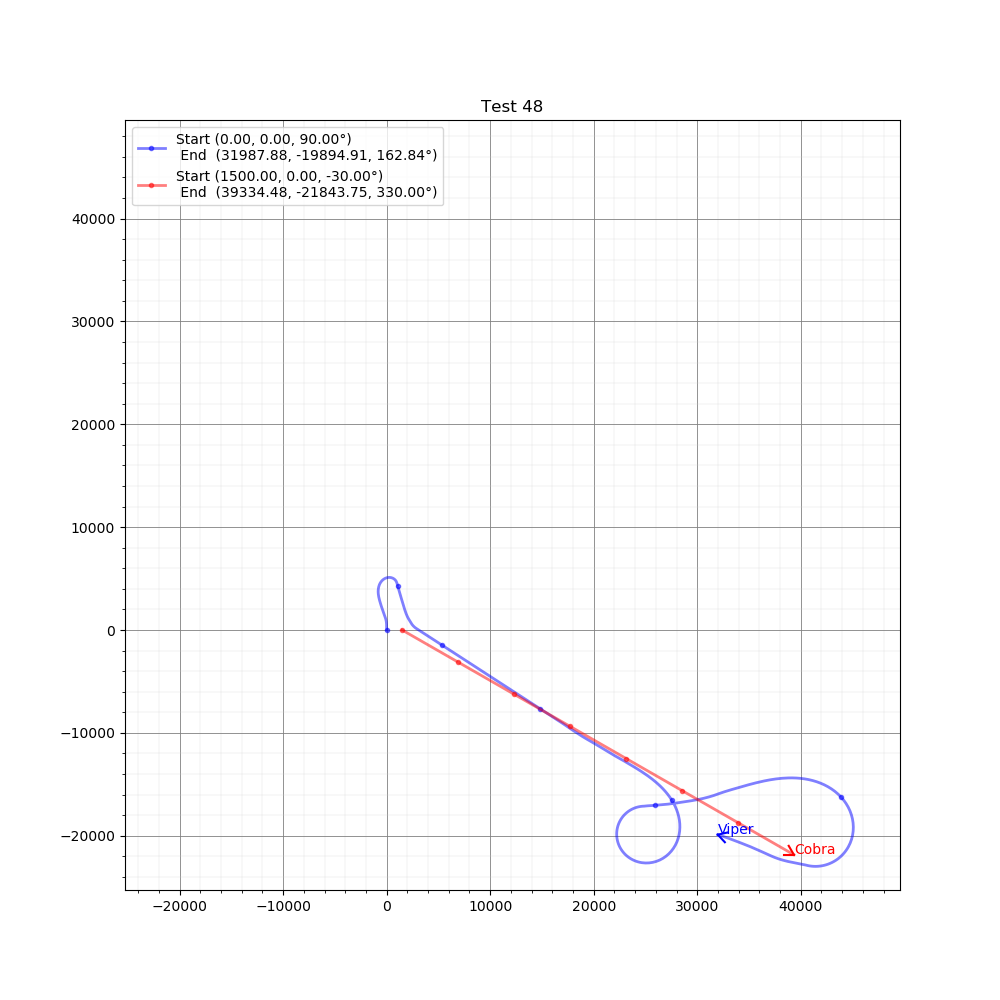 Test 48
Start (0.00, 0.00, 90.00°)
End  (31987.88, -19894.91, 162.84°)
Start (1500.00, 0.00, -30.00°)
End  (39334.48, -21843.75, 330.00°)
40000
30000
20000
10000
0
−10000
−20000
Viper
Cobra
−20000 −10000 0 10000 20000 30000 40000